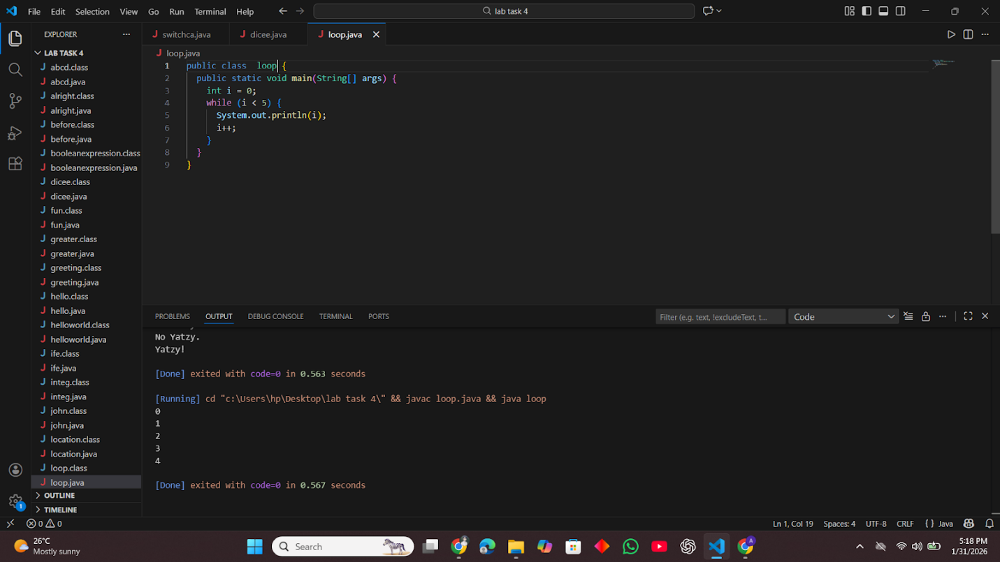 File Edit Selection View Go Run Terminal Help
lab task 4
EXPLORER
LAB TASK 4
abcd.class
abcd.java
alright.class
alright.java
before.class
before.java
booleanexpression.class
booleanexpression.java
dicee.class
dicee.java
fun.class
fun.java
greater.class
greater.java
greeting.class
greeting.java
hello.class
hello.java
helloworld.class
helloworld.java
ife.class
ife.java
integ.class
integ.java
john.class
john.java
location.class
location.java
loop.class
loop.java
OUTLINE
TIMELINE
switchca.java dicee.java loop.java
loop.java
1 public class  loop {
2 public static void main(String[] args) {
3 int i = 0;
4 while (i < 5) {
5 System.out.println(i);
6 i++;
7 }
8 }
9 }
PROBLEMS OUTPUT DEBUG CONSOLE TERMINAL PORTS
Filter (e.g. text, !excludeText, t... Code
No Yatzy.
Yatzy!
[Done] exited with code=0 in 0.563 seconds
[Running] cd "c:\Users\hp\Desktop\lab task 4\" && javac loop.java && java loop
0
1
2
3
4
[Done] exited with code=0 in 0.567 seconds
1
0 0 Ln 1, Col 19 Spaces: 4 UTF-8 CRLF {} Java
26°C
Mostly sunny
Search
A
5:18 PM
1/31/2026